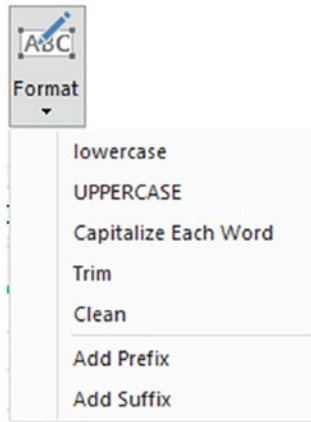 ABC
Format
lowercase
UPPERCASE
Capitalize Each Word
Trim
Clean
Add Prefix
Add Suffix